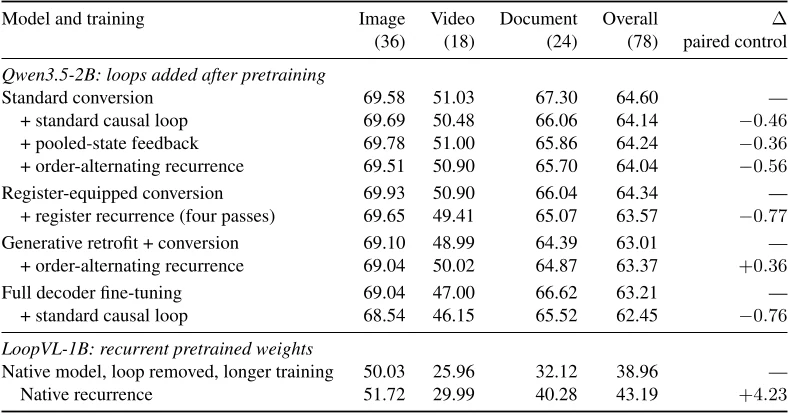 Model and training Image Video Document Overall Δ
(36) (18) (24) (78) paired control
Qwen3.5-2B: loops added after pretraining
Standard conversion 69.58 51.03 67.30 64.60 —
+ standard causal loop 69.69 50.48 66.06 64.14 −0.46
+ pooled-state feedback 69.78 51.00 65.86 64.24 −0.36
+ order-alternating recurrence 69.51 50.90 65.70 64.04 −0.56
Register-equipped conversion 69.93 50.90 66.04 64.34 —
+ register recurrence (four passes) 69.65 49.41 65.07 63.57 −0.77
Generative retrofit + conversion 69.10 48.99 64.39 63.01 —
+ order-alternating recurrence 69.04 50.02 64.87 63.37 +0.36
Full decoder fine-tuning 69.04 47.00 66.62 63.21 —
+ standard causal loop 68.54 46.15 65.52 62.45 −0.76
LoopVL-1B: recurrent pretrained weights
Native model, loop removed, longer training 50.03 25.96 32.12 38.96 —
Native recurrence 51.72 29.99 40.28 43.19 +4.23